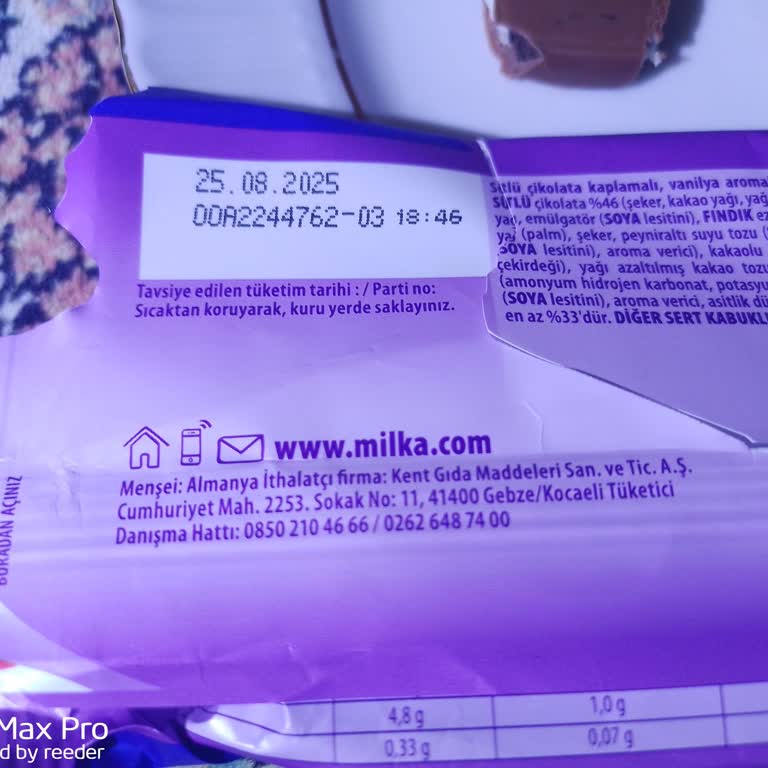 25.08.2025
ODA2244762-03 18:46
Tavsiye edilen tüketim tarihi : / Parti no:
Sıcaktan koruyarak, kuru yerde saklayınız.
Sütlü çikolata kaplamalı, vanilya aroma
SÜTLÜ çikolata %46 (şeker, kakao yağı, yağ
yağ, emülgatör (SOYA lesitini), FINDIK ez
yağ (palm), şeker, peyniraltı suyu tozu (
SOYA lesitini), aroma verici), kakaolu
çekirdeği), yağı azaltılmış kakao tozu
(amonyum hidrojen karbonat, potasyu
(SOYA lesitini), aroma verici, asitlik dü
en az %33'dür. DİĞER SERT KABUKLU
www.milka.com
Menşei: Almanya İthalatçı firma: Kent Gıda Maddeleri San. ve Tic. A.Ş.
Cumhuriyet Mah. 2253. Sokak No: 11, 41400 Gebze/Kocaeli Tüketici
Danışma Hattı: 0850 210 46 66 / 0262 648 74 00
BURADAN AÇINIZ
4,8 g 1,0 g
0,33 g 0,07 g
Max Pro
d by reeder